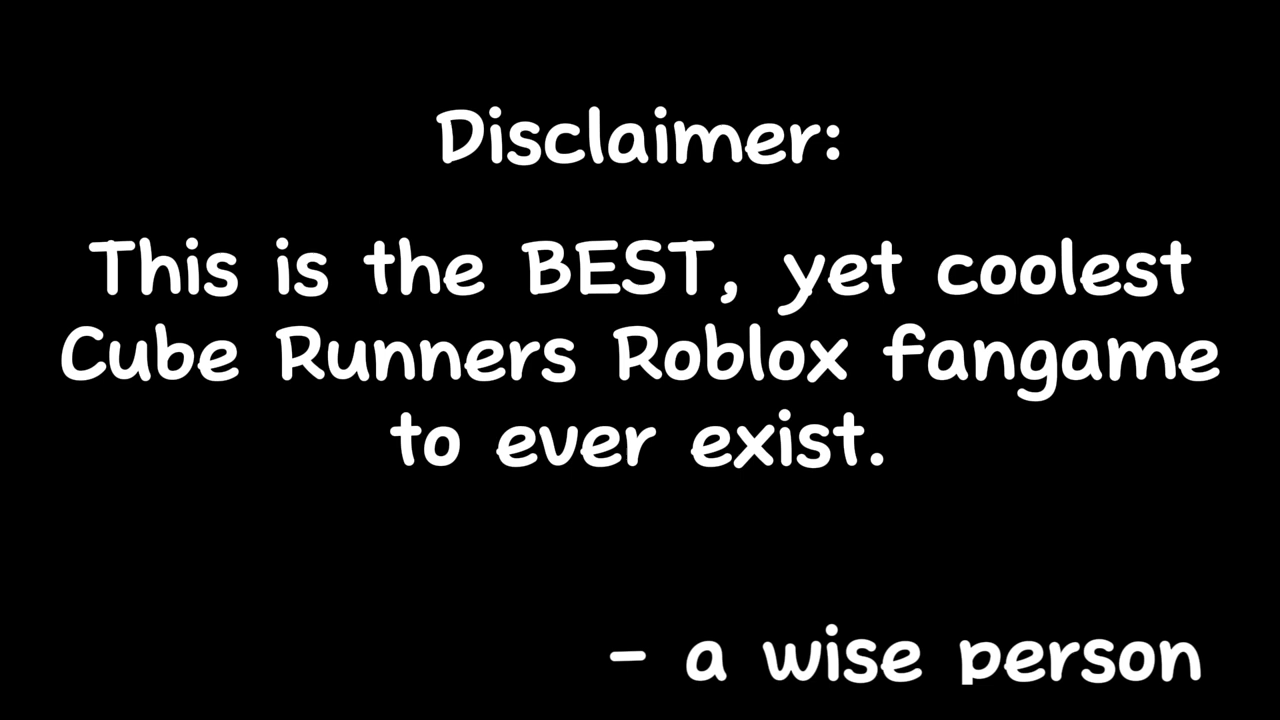 Disclaimer:
This is the BEST, yet coolest
Cube Runners Roblox fangame
to ever exist.
- a wise person